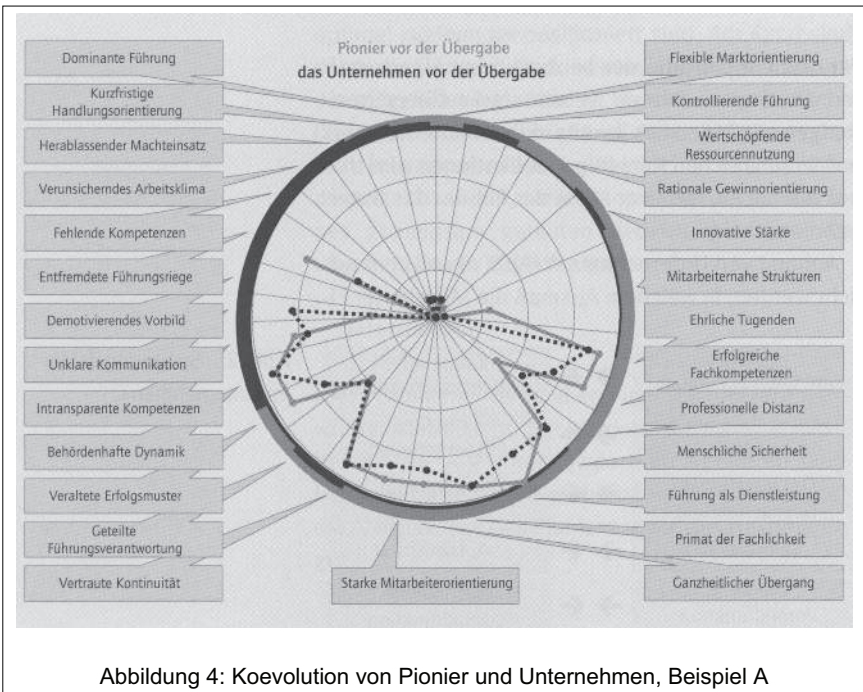 Pionier vor der Übergabe
das Unternehmen vor der Übergabe
Dominante Führung
Kurzfristige
Handlungsorientierung
Herablassender Machteinsatz
Verunsicherndes Arbeitsklima
Fehlende Kompetenzen
Entfremdete Führungsriege
Demotivierendes Vorbild
Unklare Kommunikation
Intransparente Kompetenzen
Behördenhafte Dynamik
Veraltete Erfolgsmuster
Geteilte
Führungsverantwortung
Vertraute Kontinuität
Starke Mitarbeiterorientierung
Flexible Marktorientierung
Kontrollierende Führung
Wertschöpfende
Ressourcennutzung
Rationale Gewinnorientierung
Innovative Stärke
Mitarbeiternahe Strukturen
Ehrliche Tugenden
Erfolgreiche
Fachkompetenzen
Professionelle Distanz
Menschliche Sicherheit
Führung als Dienstleistung
Primat der Fachlichkeit
Ganzheitlicher Übergang
Abbildung 4: Koevolution von Pionier und Unternehmen, Beispiel A